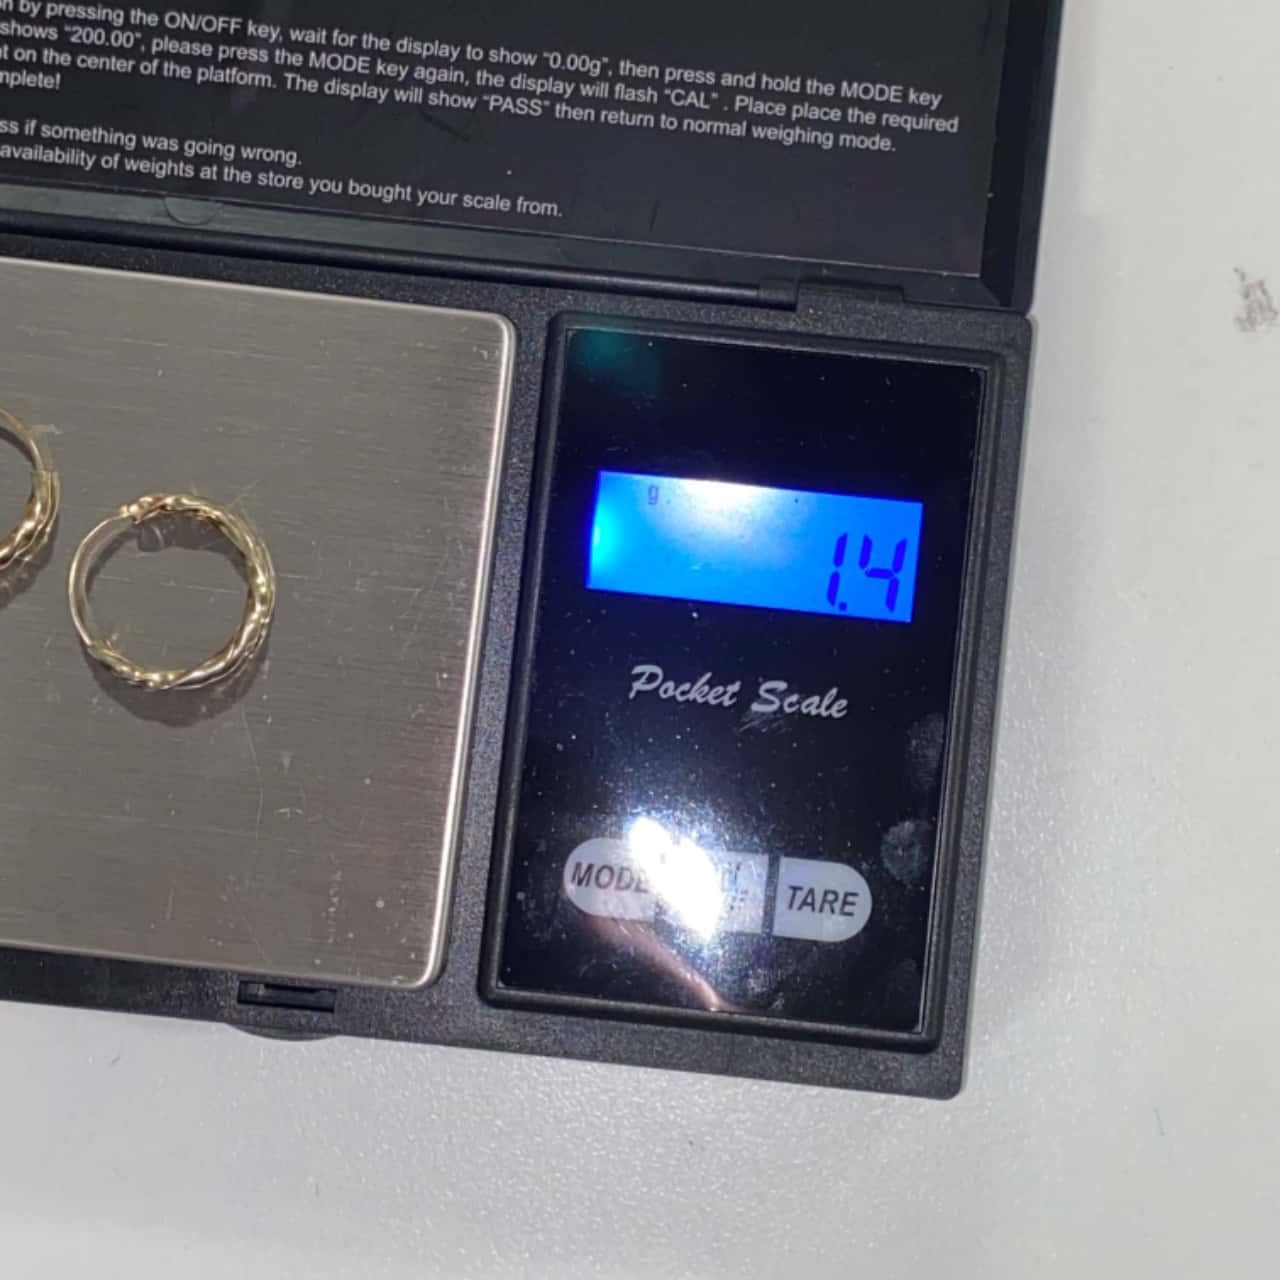 n by pressing the ON/OFF key, wait for the display to show “0.00g”, then press and hold the MODE key
shows “200.00”, please press the MODE key again, the display will flash “CAL” . Place place the required
t on the center of the platform. The display will show “PASS” then return to normal weighing mode.
mplete!
ss if something was going wrong.
availability of weights at the store you bought your scale from.
g
1.4
Pocket Scale
MODE
TARE